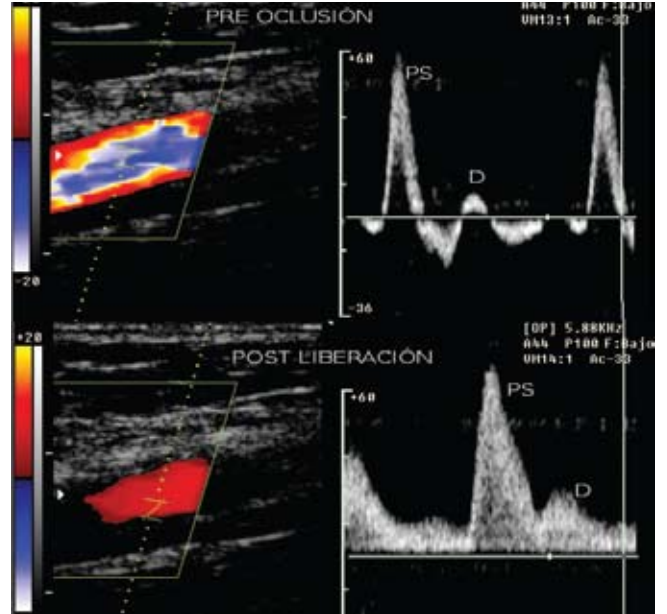 PRE OCLUSIÓN
A44 P100 F:Bajo
VM13:1 Ac-33
+60
PS
D
-20
-36
[OP] 5.88KHz
A44 P100 F:Bajo
VM14:1 Ac-33
+20
POST LIBERACIÓN
+60
PS
D